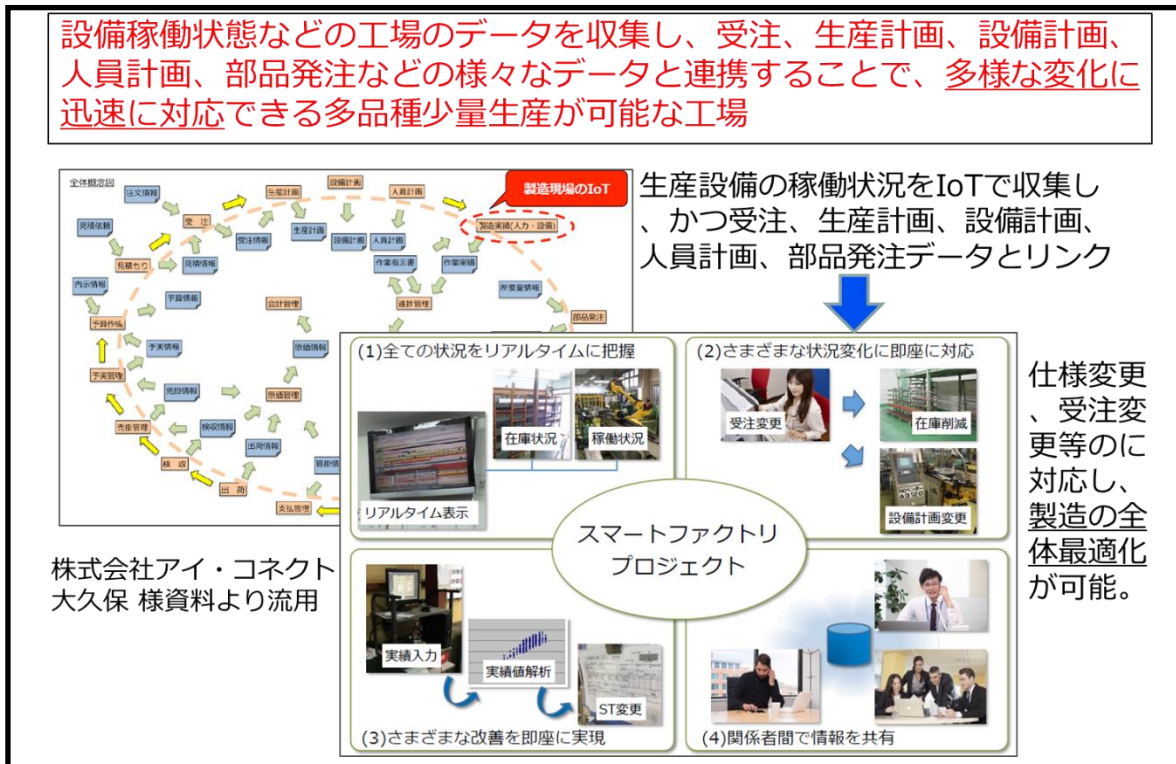 設備稼働状態などの工場のデータを収集し、受注、生産計画、設備計画、
人員計画、部品発注などの様々なデータと連携することで、多様な変化に
迅速に対応できる多品種少量生産が可能な工場
全体概念図
注文情報
生産計画
設備計画
人員計画
製造現場のIoT
見積依頼
受 注
受注情報
生産計画
設備計画
人員計画
製造実績(人力・設備)
見積もり
見積情報
作業指示書
作業実績
内示情報
予算情報
会計管理
進捗管理
所要量情報
部品発注
予算作成
予実情報
原価情報
予実管理
売掛情報
原価管理
売掛管理
検収情報
出荷情報
検 収
出 荷
支払管理
生産設備の稼働状況をIoTで収集し
、かつ受注、生産計画、設備計画、
人員計画、部品発注データとリンク
(1)全ての状況をリアルタイムに把握
在庫状況
稼働状況
リアルタイム表示
(2)さまざまな状況変化に即座に対応
受注変更
在庫削減
設備計画変更
スマートファクトリ
プロジェクト
実績入力
実績値解析
ST変更
(3)さまざまな改善を即座に実現
(4)関係者間で情報を共有
仕様変更
、受注変
更等のに
対応し、
製造の全
体最適化
が可能。
株式会社アイ・コネクト
大久保 様資料より流用